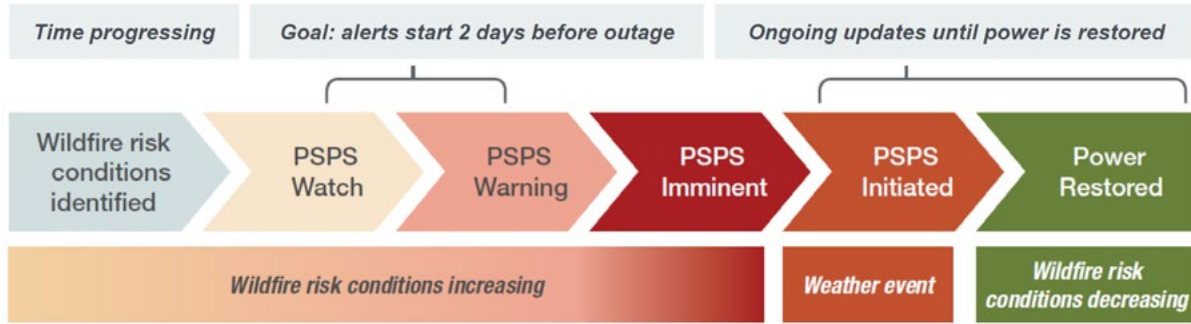 Time progressing
Goal: alerts start 2 days before outage
Ongoing updates until power is restored
Wildfire risk
conditions
identified
PSPS
Watch
PSPS
Warning
PSPS
Imminent
PSPS
Initiated
Power
Restored
Wildfire risk conditions increasing
Weather event
Wildfire risk
conditions decreasing